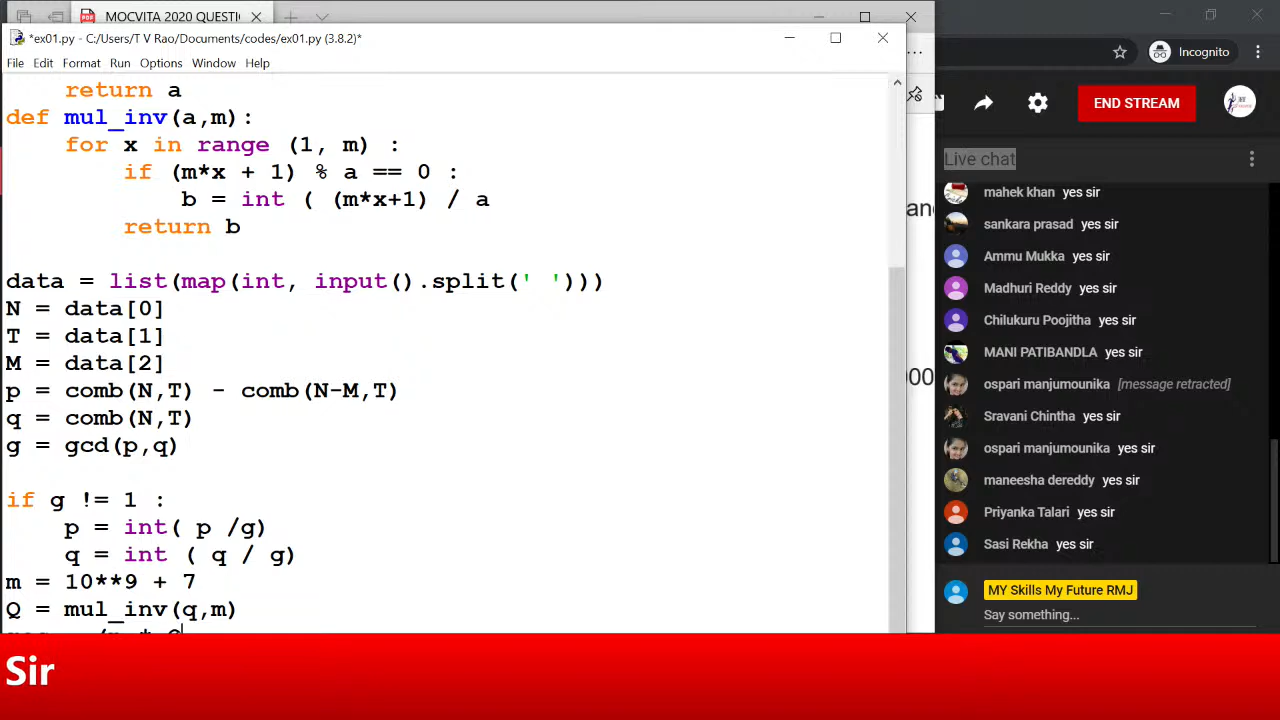 MOCVITA 2020 QUESTI
*ex01.py - C:/Users/T V Rao/Documents/codes/ex01.py (3.8.2)*
File Edit Format Run Options Window Help
Incognito
return a
def mul_inv(a,m):
for x in range (1, m) :
if (m*x + 1) % a == 0 :
b = int ( (m*x+1) / a
return b
data = list(map(int, input().split(' ')))
N = data[0]
T = data[1]
M = data[2]
p = comb(N,T) - comb(N-M,T)
q = comb(N,T)
g = gcd(p,q)
if g != 1 :
p = int( p /g)
q = int ( q / g)
m = 10**9 + 7
Q = mul_inv(q,m)
END STREAM
Live chat
mahek khan yes sir
sankara prasad yes sir
Ammu Mukka yes sir
Madhuri Reddy yes sir
Chilukuru Poojitha yes sir
MANI PATIBANDLA yes sir
ospari manjumounika [message retracted]
Sravani Chintha yes sir
ospari manjumounika yes sir
maneesha dereddy yes sir
Priyanka Talari yes sir
Sasi Rekha yes sir
MY Skills My Future RMJ
Say something...
Sir